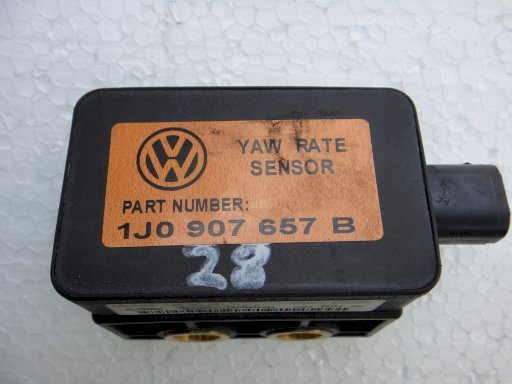 YAW RATE
SENSOR
PART NUMBER:
1J0 907 657 B
28